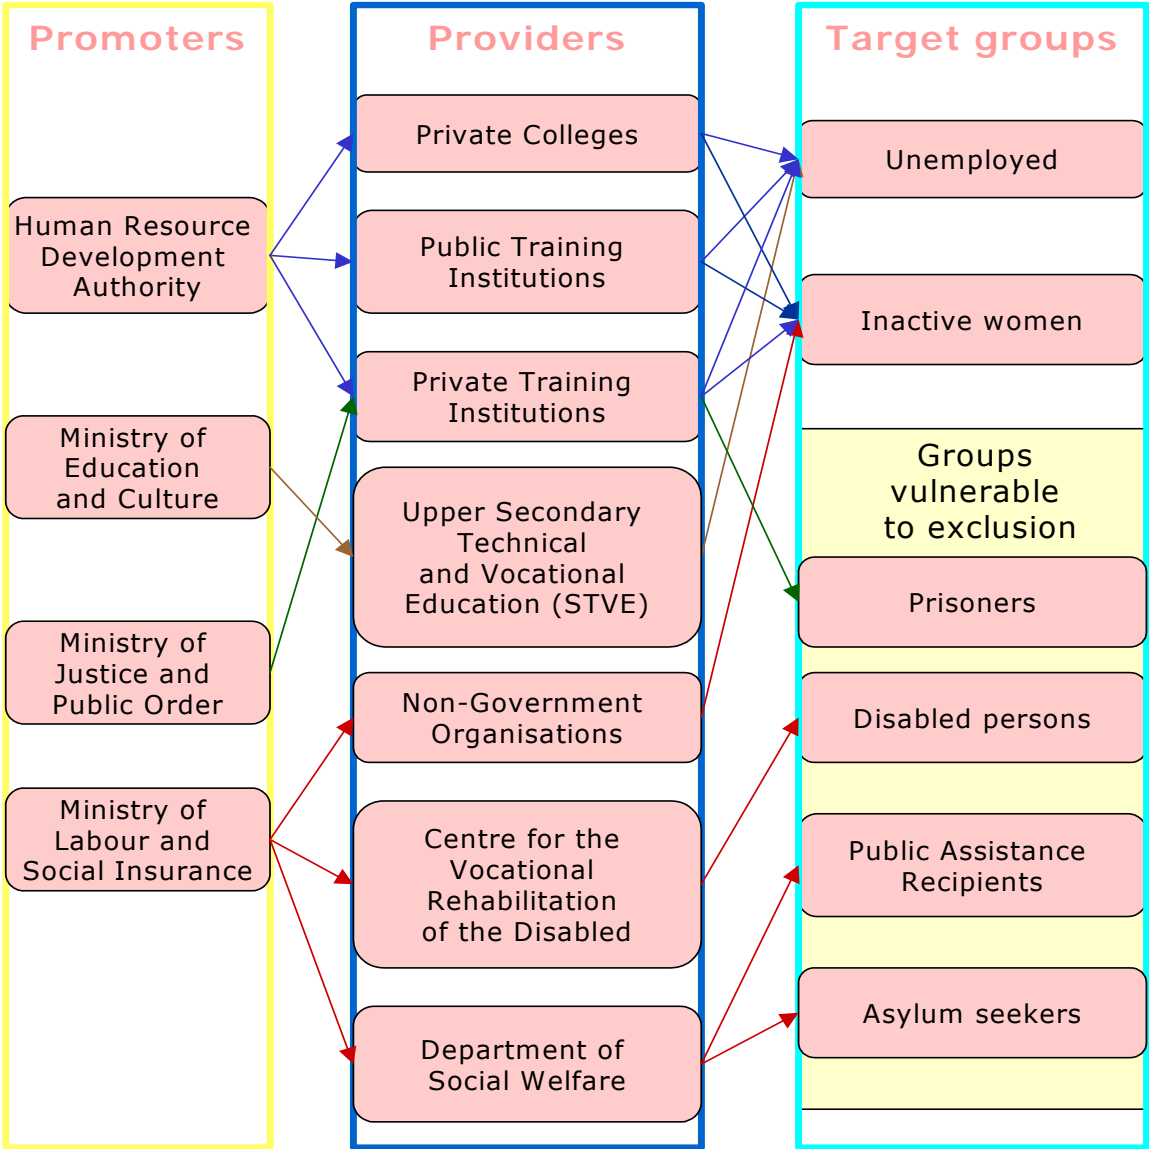 Promoters
Human Resource
Development
Authority
Ministry of
Education
and Culture
Ministry of
Justice and
Public Order
Ministry of
Labour and
Social Insurance
Providers
Private Colleges
Public Training
Institutions
Private Training
Institutions
Upper Secondary
Technical
and Vocational
Education (STVE)
Non-Government
Organisations
Centre for the
Vocational
Rehabilitation
of the Disabled
Department of
Social Welfare
Target groups
Unemployed
Inactive women
Groups
vulnerable
to exclusion
Prisoners
Disabled persons
Public Assistance
Recipients
Asylum seekers